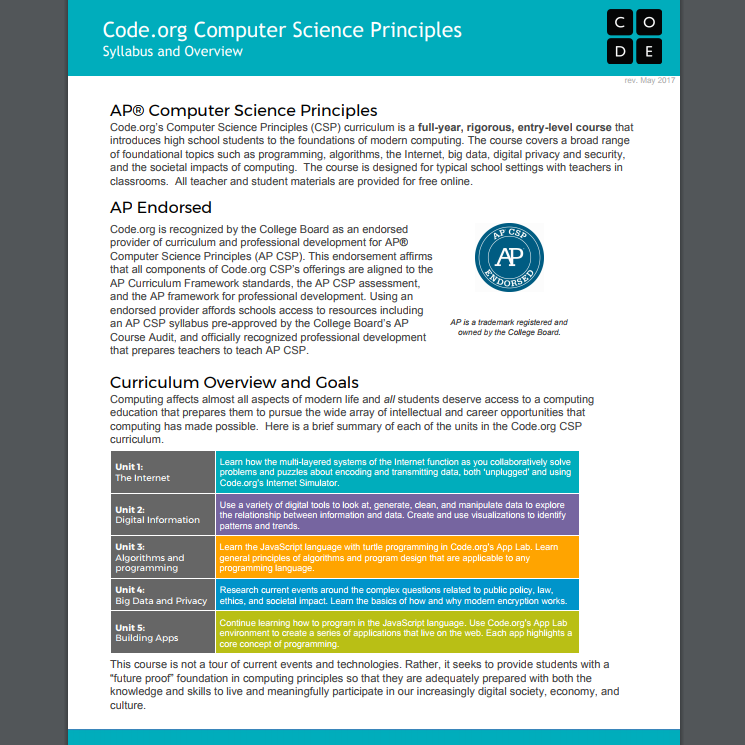 Code.org Computer Science Principles
Syllabus and Overview
C O
D E
rev. May 2017
AP® Computer Science Principles
Code.org's Computer Science Principles (CSP) curriculum is a full-year, rigorous, entry-level course that
introduces high school students to the foundations of modern computing. The course covers a broad range
of foundational topics such as programming, algorithms, the Internet, big data, digital privacy and security,
and the societal impacts of computing.  The course is designed for typical school settings with teachers in
classrooms.  All teacher and student materials are provided for free online.
AP Endorsed
Code.org is recognized by the College Board as an endorsed
provider of curriculum and professional development for AP®
Computer Science Principles (AP CSP). This endorsement affirms
that all components of Code.org CSP's offerings are aligned to the
AP Curriculum Framework standards, the AP CSP assessment,
and the AP framework for professional development. Using an
endorsed provider affords schools access to resources including
an AP CSP syllabus pre-approved by the College Board's AP
Course Audit, and officially recognized professional development
that prepares teachers to teach AP CSP.
AP CSP
AP
ENDORSED
AP is a trademark registered and
owned by the College Board.
Curriculum Overview and Goals
Computing affects almost all aspects of modern life and all students deserve access to a computing
education that prepares them to pursue the wide array of intellectual and career opportunities that
computing has made possible.  Here is a brief summary of each of the units in the Code.org CSP
curriculum.
Unit 1:
The Internet
Learn how the multi-layered systems of the Internet function as you collaboratively solve
problems and puzzles about encoding and transmitting data, both 'unplugged' and using
Code.org's Internet Simulator.
Unit 2:
Digital Information
Use a variety of digital tools to look at, generate, clean, and manipulate data to explore
the relationship between information and data. Create and use visualizations to identify
patterns and trends.
Unit 3:
Algorithms and
programming
Learn the JavaScript language with turtle programming in Code.org's App Lab. Learn
general principles of algorithms and program design that are applicable to any
programming language.
Unit 4:
Big Data and Privacy
Research current events around the complex questions related to public policy, law,
ethics, and societal impact. Learn the basics of how and why modern encryption works.
Unit 5:
Building Apps
Continue learning how to program in the JavaScript language. Use Code.org's App Lab
environment to create a series of applications that live on the web. Each app highlights a
core concept of programming.
This course is not a tour of current events and technologies. Rather, it seeks to provide students with a
"future proof" foundation in computing principles so that they are adequately prepared with both the
knowledge and skills to live and meaningfully participate in our increasingly digital society, economy, and
culture.